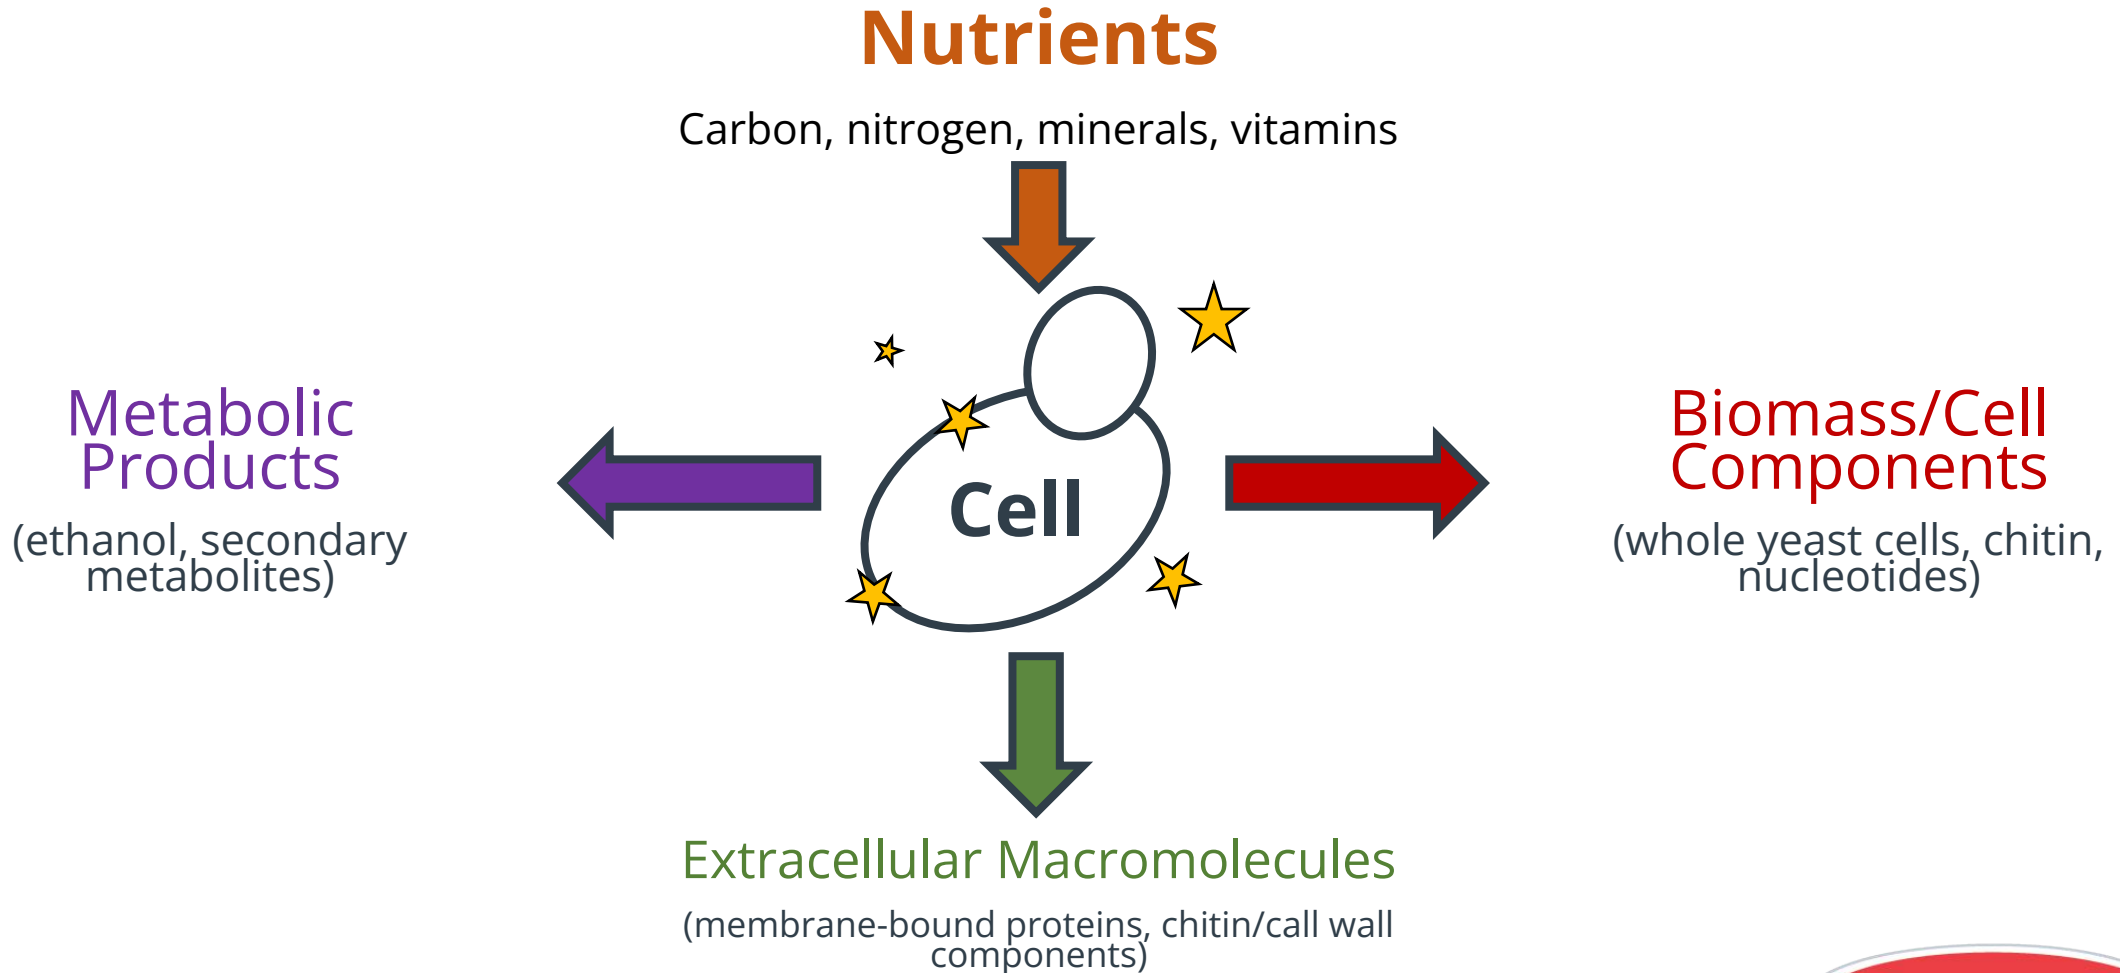 Nutrients
Carbon, nitrogen, minerals, vitamins
Metabolic
Products
(ethanol, secondary
metabolites)
Cell
Biomass/Cell
Components
(whole yeast cells, chitin,
nucleotides)
Extracellular Macromolecules
(membrane-bound proteins, chitin/call wall
components)